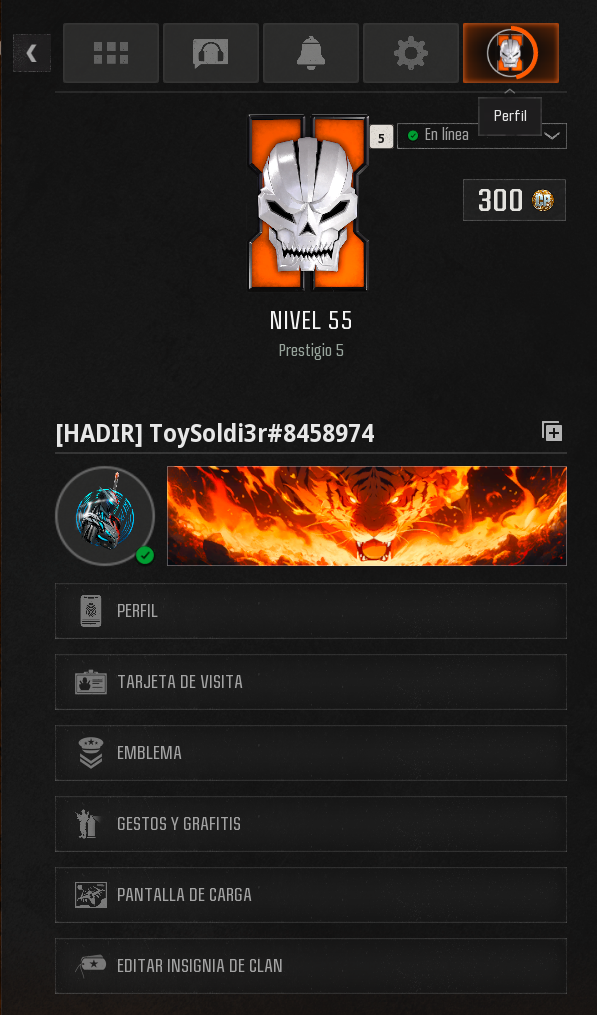 Perfil
5
En línea
300 CP
NIVEL 55
Prestigio 5
[HADIR] ToySoldi3r#8458974
PERFIL
TARJETA DE VISITA
EMBLEMA
GESTOS Y GRAFITIS
PANTALLA DE CARGA
EDITAR INSIGNIA DE CLAN